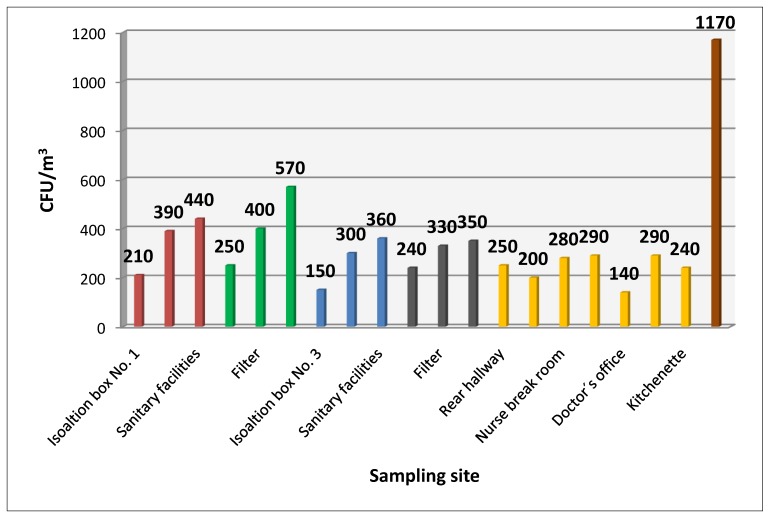 1170
1200
1000
800
600
400
200
0
CFU/m³
210
390
440
250
400
570
150
300
360
240
330
350
250
200
280
290
140
290
240
Isoaltion box No. 1
Sanitary facilities
Filter
Isoaltion box No. 3
Sanitary facilities
Filter
Rear hallway
Nurse break room
Doctor´s office
Kitchenette
Sampling site